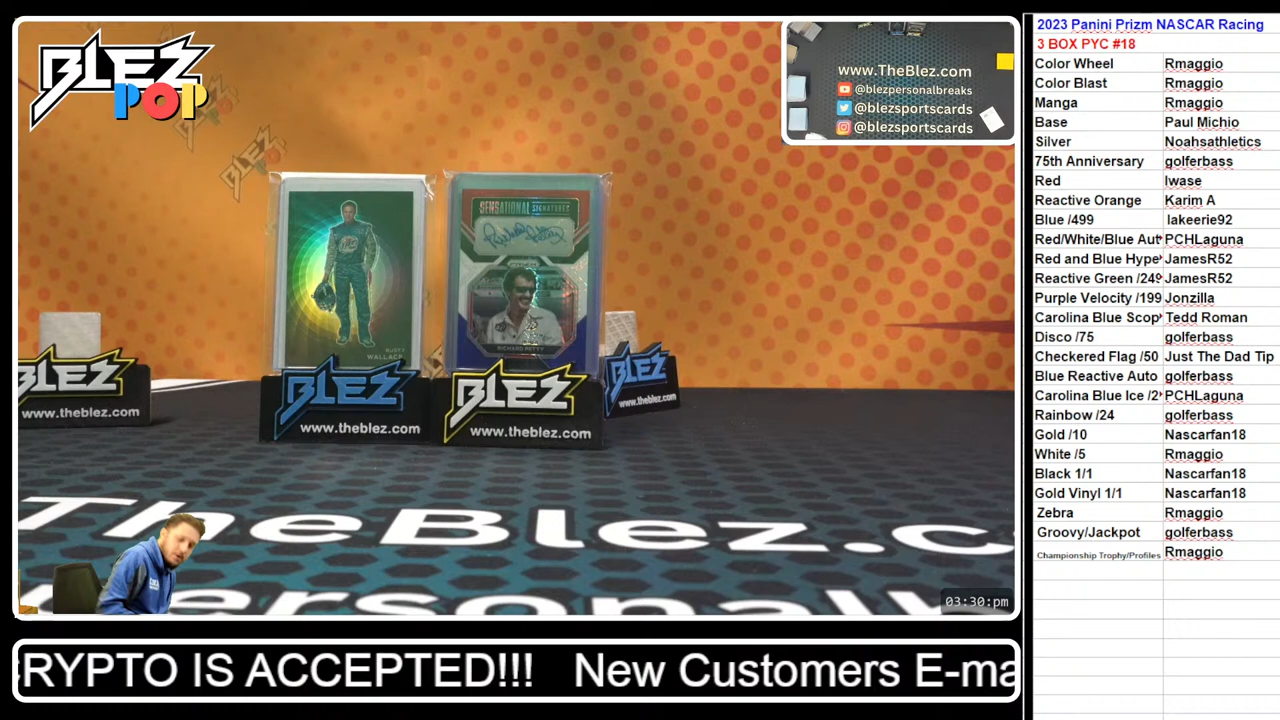 BLEZ
POP
www.TheBlez.com
@blezpersonalbreaks
@blezsportscards
@blezsportscards
BLEZ
RUSTY
WALLACE
SENSATIONAL SIGNATURES
PRIZM
RICHARD PETTY
BLEZ
www.theblez.com
BLEZ
www.theblez.com
BLEZ
www.theblez.com
BLEZ
www.theblez.com
TheBlez.c
personal
03:30:pm
CRYPTO IS ACCEPTED!!! New Customers E-ma
2023 Panini Prizm NASCAR Racing
3 BOX PYC #18
Color Wheel Rmaggio
Color Blast Rmaggio
Manga Rmaggio
Base Paul Michio
Silver Noahsathletics
75th Anniversary golferbass
Red Iwase
Reactive Orange Karim A
Blue /499 lakeerie92
Red/White/Blue Aut PCHLaguna
Red and Blue Hype JamesR52
Reactive Green /249 JamesR52
Purple Velocity /199 Jonzilla
Carolina Blue Scop Tedd Roman
Disco /75 golferbass
Checkered Flag /50 Just The Dad Tip
Blue Reactive Auto golferbass
Carolina Blue Ice /2 PCHLaguna
Rainbow /24 golferbass
Gold /10 Nascarfan18
White /5 Rmaggio
Black 1/1 Nascarfan18
Gold Vinyl 1/1 Nascarfan18
Zebra Rmaggio
Groovy/Jackpot golferbass
Championship Trophy/Profiles Rmaggio